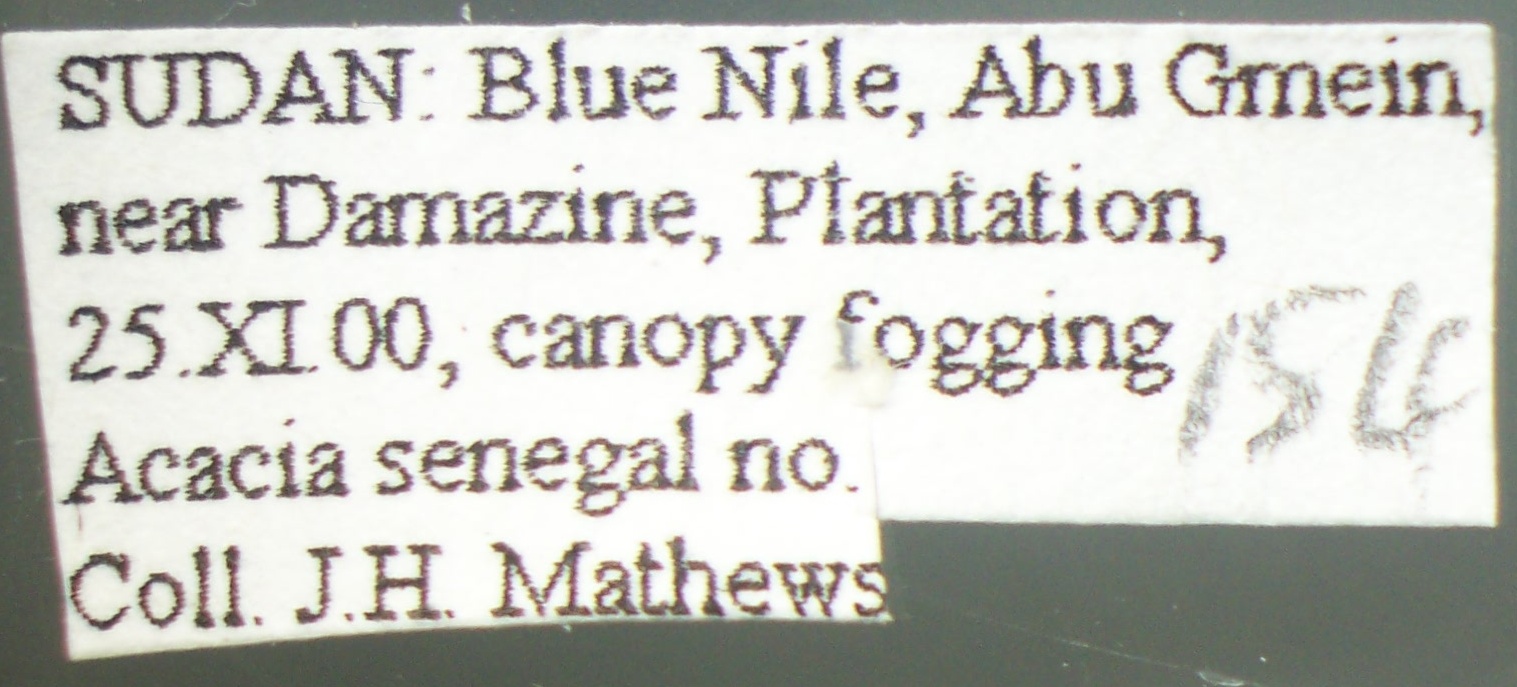 SUDAN: Blue Nile, Abu Gmein,
near Damazine, Plantation,
25.XI.00, canopy fogging
Acacia senegal no.
154
Coll. J.H. Mathews